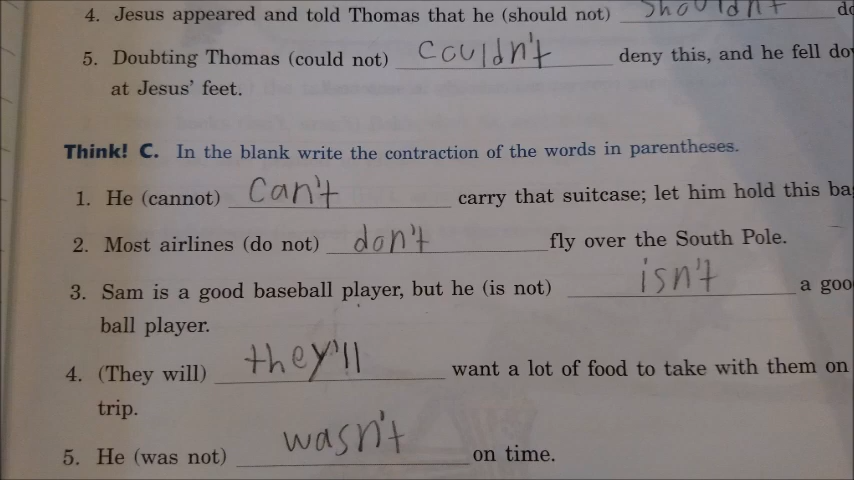 4. Jesus appeared and told Thomas that he (should not) shouldn't
5. Doubting Thomas (could not) couldn't deny this, and he fell
at Jesus' feet.
Think! C. In the blank write the contraction of the words in parentheses.
1. He (cannot) can't carry that suitcase; let him hold this
2. Most airlines (do not) don't fly over the South Pole.
3. Sam is a good baseball player, but he (is not) isn't a
ball player.
4. (They will) they'll want a lot of food to take with them on
trip.
5. He (was not) wasn't on time.